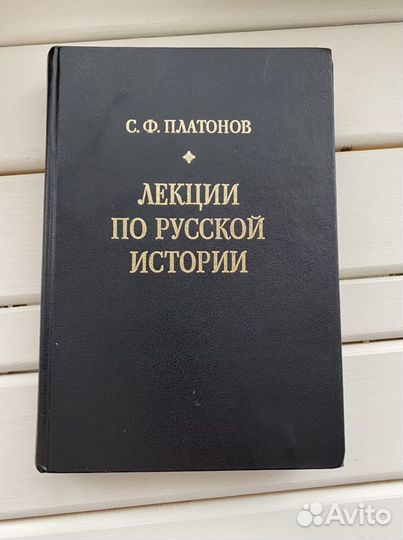 С. Ф. ПЛАТОНОВ
ЛЕКЦИИ
ПО РУССКОЙ
ИСТОРИИ
Avito